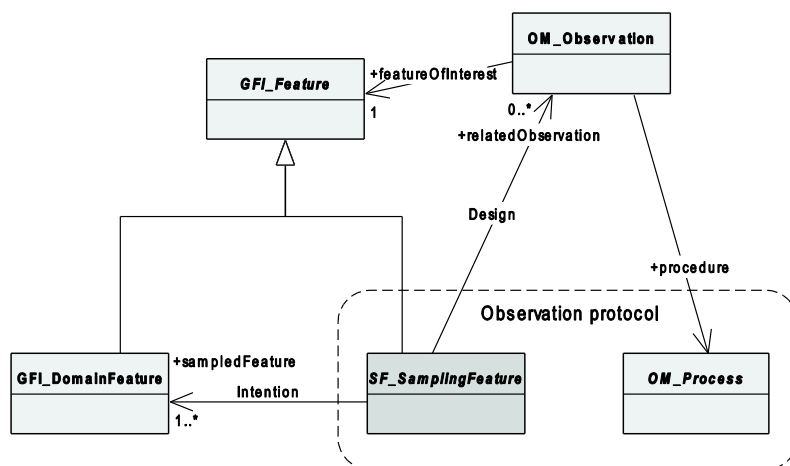 OM_Observation
+featureOfInterest
GFI_Feature
1
0..*
+relatedObservation
Design
+procedure
Observation protocol
+sampledFeature
GFI_DomainFeature
SF_SamplingFeature
OM_Process
Intention
1..*